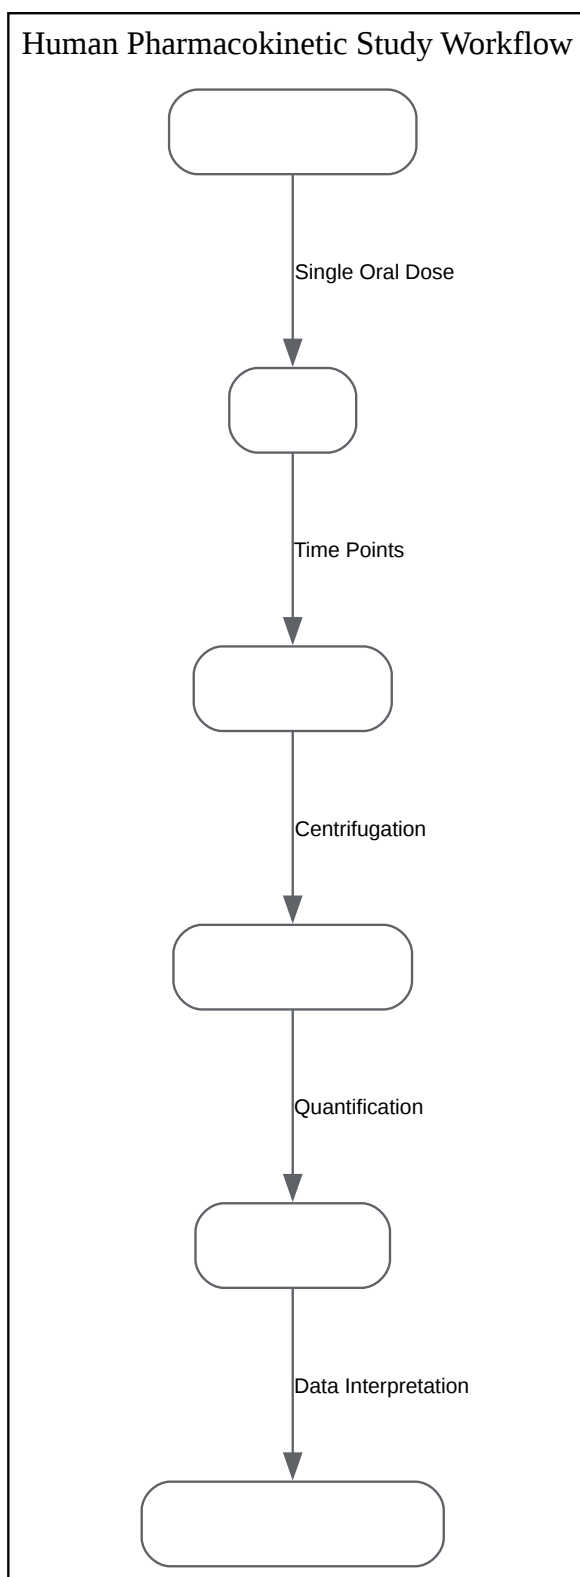 Human Pharmacokinetic Study Workflow
Single Oral Dose
Time Points
Centrifugation
Quantification
Data Interpretation